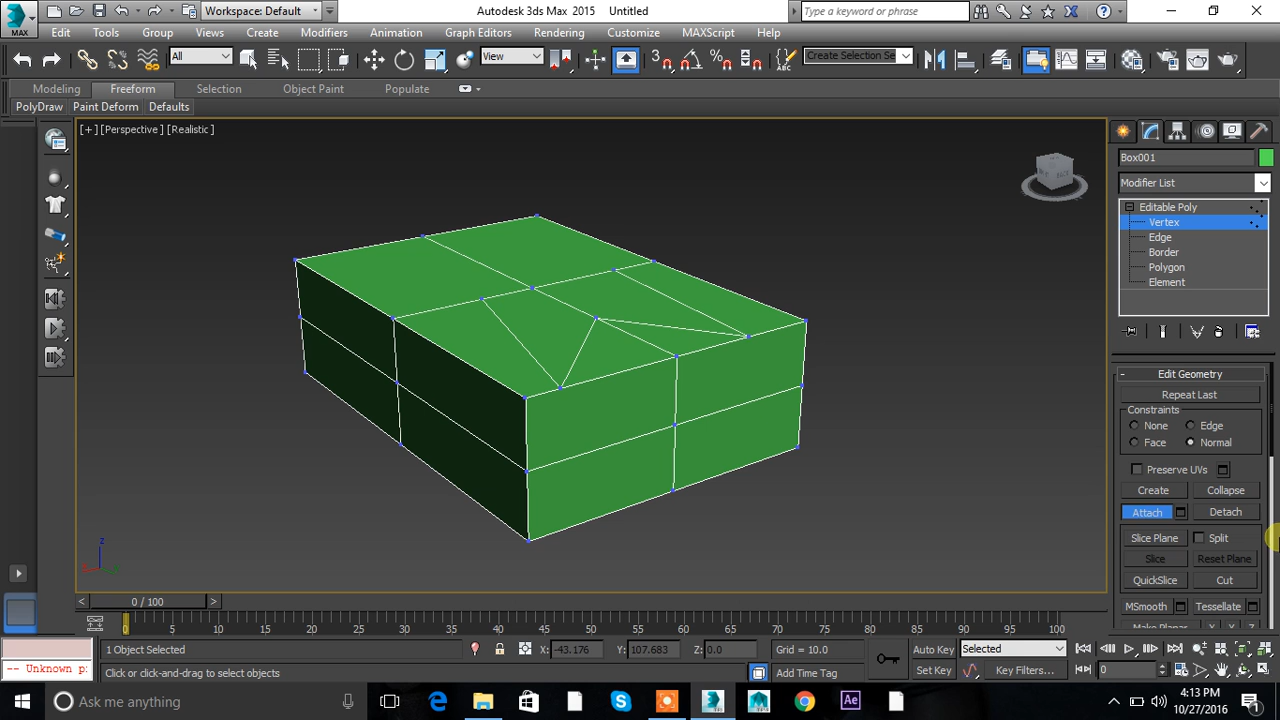 MAX
Workspace: Default
Autodesk 3ds Max 2015 Untitled
Type a keyword or phrase
Edit Tools Group Views Create Modifiers Animation Graph Editors Rendering Customize MAXScript Help
All
View
3
Create Selection Se
Modeling Freeform Selection Object Paint Populate
PolyDraw Paint Deform Defaults
[+] [Perspective ] [Realistic ]
Box001
Modifier List
Editable Poly
Vertex
Edge
Border
Polygon
Element
- Edit Geometry
Repeat Last
Constraints
None Edge
Face Normal
Preserve UVs
Create Collapse
Attach Detach
Slice Plane Split
Slice Reset Plane
QuickSlice Cut
MSmooth Tessellate
Make Planar X Y Z
z
< 0 / 100 >
0 5 10 15 20 25 30 35 40 45 50 55 60 65 70 75 80 85 90 95 100
1 Object Selected X: -43.176 Y: 107.683 Z: 0.0 Grid = 10.0 Auto Key Selected
-- Unknown p: Click or click-and-drag to select objects Add Time Tag Set Key Key Filters... 0
Ask me anything
Ae
4:13 PM
10/27/2016